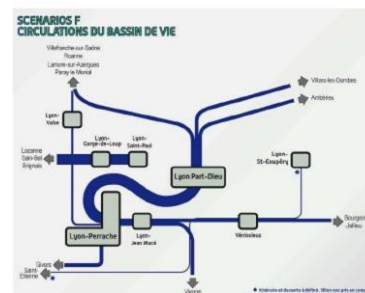 SCENARIOS F
CIRCULATIONS DU BASSIN DE VIE
Villefranche-sur-Saône
Roanne
Lamure-sur-Azergues
Paray le Monial
Villars-les-Dombes
Ambérieu
Lyon-
Vaise
Lyon-
Gorge-de-Loup
Lyon-
Saint-Paul
Lyon-
St-Exupéry
Lozanne
Sain-Bel
Brignais
Lyon Part-Dieu
Lyon-Perrache
Lyon-
Jean Macé
Vénissieux
Bourgoin
Jallieu
Givors
Saint-
Etienne
Vienne